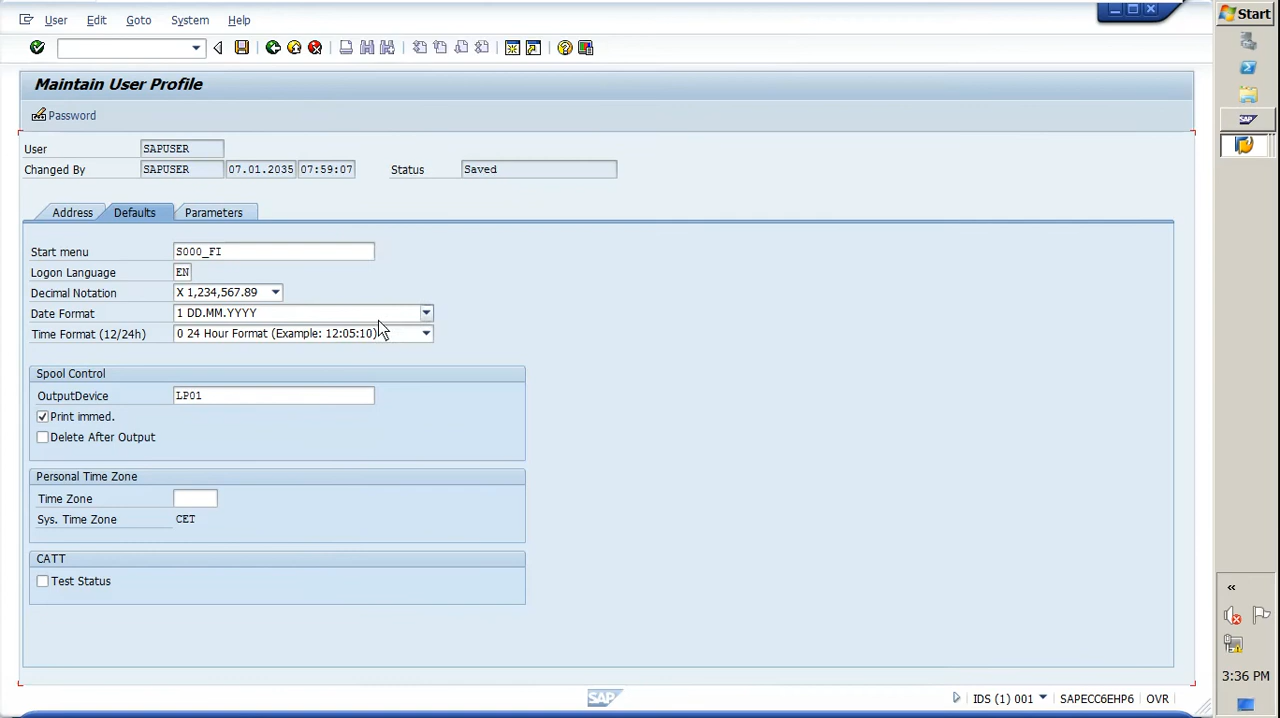 User Edit Goto System Help
Start
Maintain User Profile
Password
User SAPUSER
Changed By SAPUSER 07.01.2035 07:59:07 Status Saved
Address Defaults Parameters
Start menu S000_FI
Logon Language EN
Decimal Notation X 1,234,567.89
Date Format 1 DD.MM.YYYY
Time Format (12/24h) 0 24 Hour Format (Example: 12:05:10)
Spool Control
OutputDevice LP01
Print immed.
Delete After Output
Personal Time Zone
Time Zone
Sys. Time Zone CET
CATT
Test Status
3:36 PM
SAP IDS (1) 001 SAPECC6EHP6 OVR